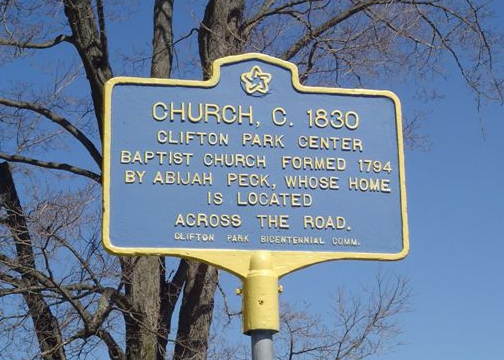 CHURCH, C. 1830
CLIFTON PARK CENTER
BAPTIST CHURCH FORMED 1794
BY ABIJAH PECK, WHOSE HOME
IS LOCATED
ACROSS THE ROAD.
CLIFTON PARK BICENTENNIAL COMM.